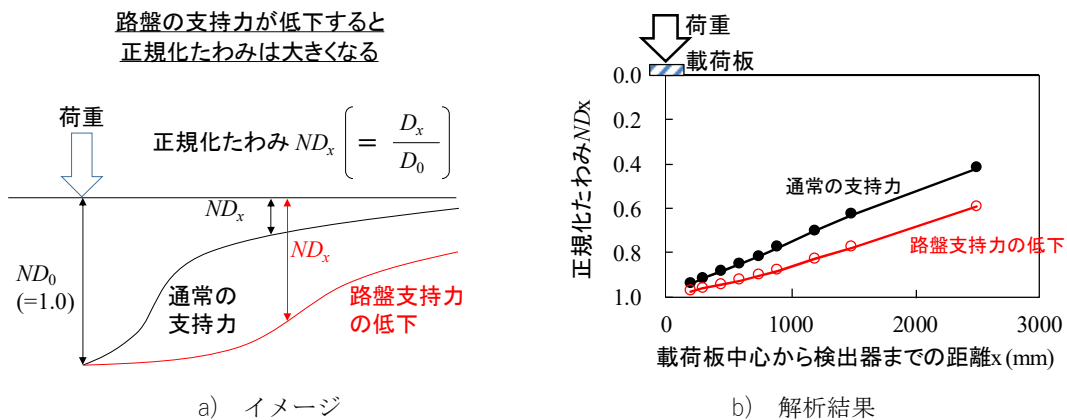 路盤の支持力が低下すると
正規化たわみは大きくなる
荷重
正規化たわみ NDx ( = Dx / D0 )
NDx
NDx
ND0
(=1.0)
通常の
支持力
路盤支持力
の低下
a) イメージ
荷重
載荷板
正規化たわみNDx
0.0
0.2
0.4
0.6
0.8
1.0
通常の支持力
路盤支持力の低下
0
1000
2000
3000
載荷板中心から検出器までの距離x (mm)
b) 解析結果